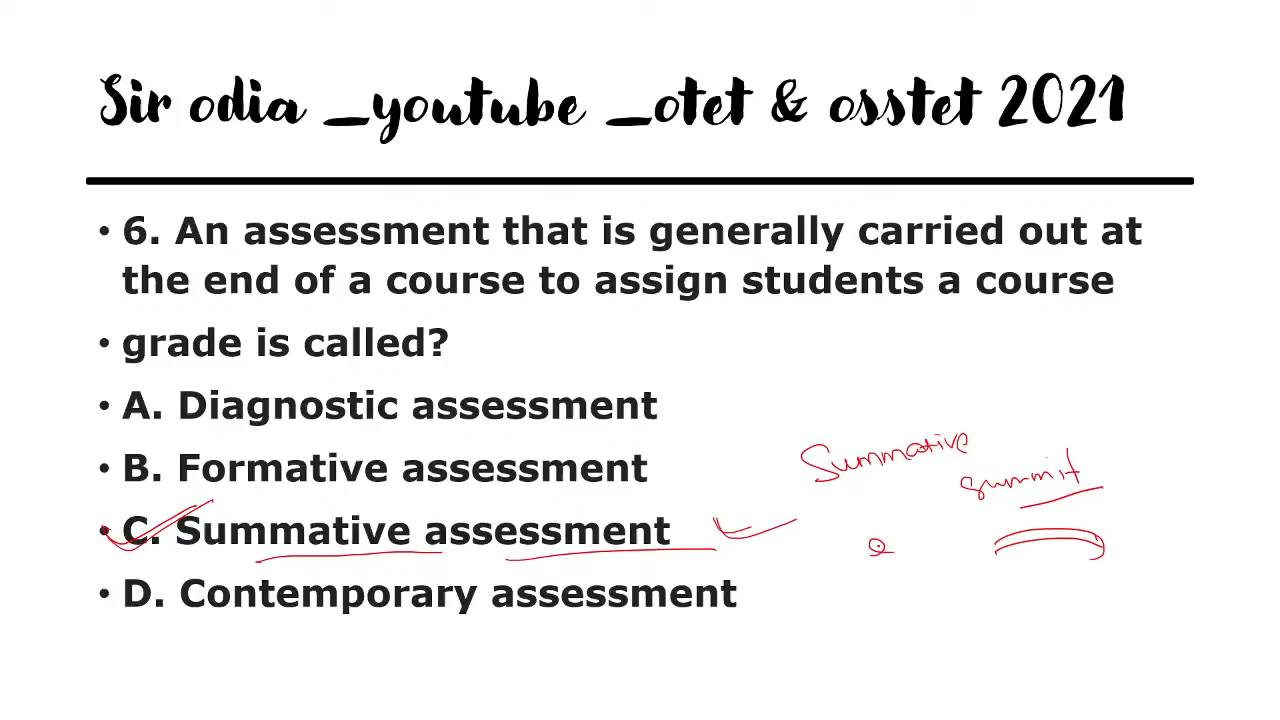 Sir odia _youtube _otet & osstet 2021
• 6. An assessment that is generally carried out at
the end of a course to assign students a course
• grade is called?
• A. Diagnostic assessment
• B. Formative assessment
Summative
summit
• C. Summative assessment
• D. Contemporary assessment